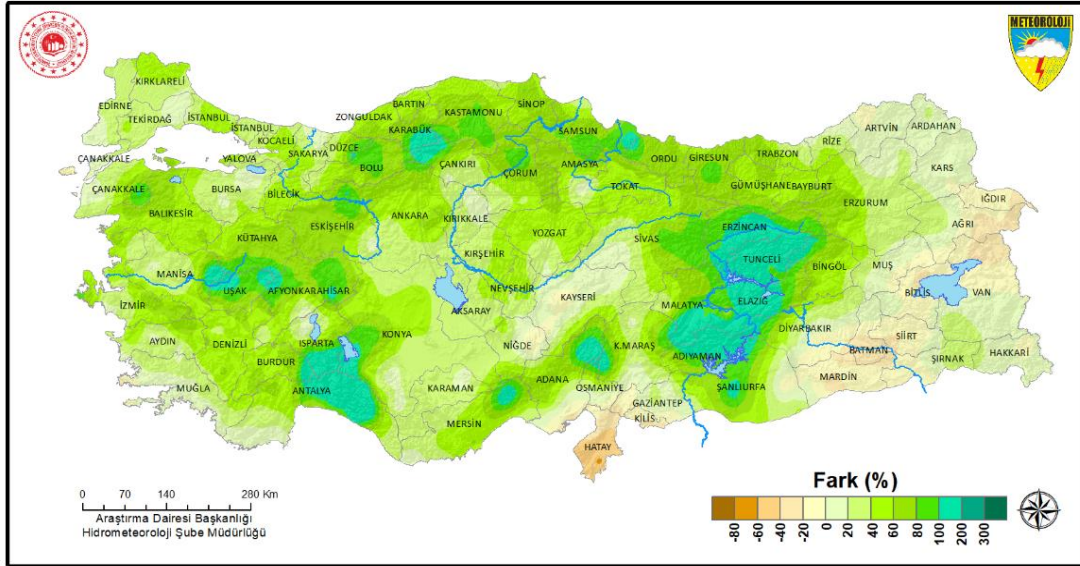 METEOROLOJİ
KIRKLARELİ
EDİRNE
TEKİRDAĞ
İSTANBUL
İSTANBUL
KOCAELİ
YALOVA
SAKARYA
DÜZCE
ZONGULDAK
BARTIN
KARABÜK
KASTAMONU
SİNOP
SAMSUN
ORDU
GİRESUN
TRABZON
RİZE
ARTVİN
ARDAHAN
KARS
IĞDIR
AĞRI
ÇANAKKALE
ÇANAKKALE
BALIKESİR
BURSA
BİLECİK
BOLU
ÇANKIRI
ÇORUM
AMASYA
TOKAT
GÜMÜŞHANE
BAYBURT
ERZURUM
KÜTAHYA
ESKİŞEHİR
ANKARA
KIRIKKALE
YOZGAT
SİVAS
ERZİNCAN
TUNCELİ
BİNGÖL
MUŞ
BİTLİS
VAN
MANİSA
UŞAK
AFYONKARAHİSAR
KIRŞEHİR
NEVŞEHİR
KAYSERİ
MALATYA
ELAZIĞ
DİYARBAKIR
SİİRT
BATMAN
ŞIRNAK
HAKKARİ
MARDİN
İZMİR
AYDIN
DENİZLİ
BURDUR
ISPARTA
KONYA
AKSARAY
NİĞDE
K.MARAŞ
ADIYAMAN
ŞANLIURFA
MUĞLA
ANTALYA
KARAMAN
MERSİN
ADANA
OSMANİYE
GAZİANTEP
KİLİS
HATAY
0 70 140 280 Km
Araştırma Dairesi Başkanlığı
Hidrometeoroloji Şube Müdürlüğü
Fark (%)
-80 -60 -40 -20 0 20 40 60 80 100 200 300